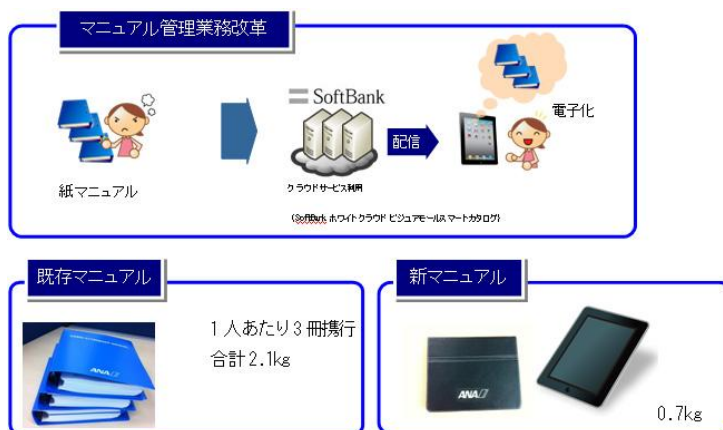 マニュアル管理業務改革
SoftBank
配信
電子化
紙マニュアル
クラウドサービス利用
(SoftBank ホワイトクラウド ビジュアモールスマートカタログ)
既存マニュアル
1人あたり3冊携行
合計2.1kg
ANA
新マニュアル
ANA
0.7kg